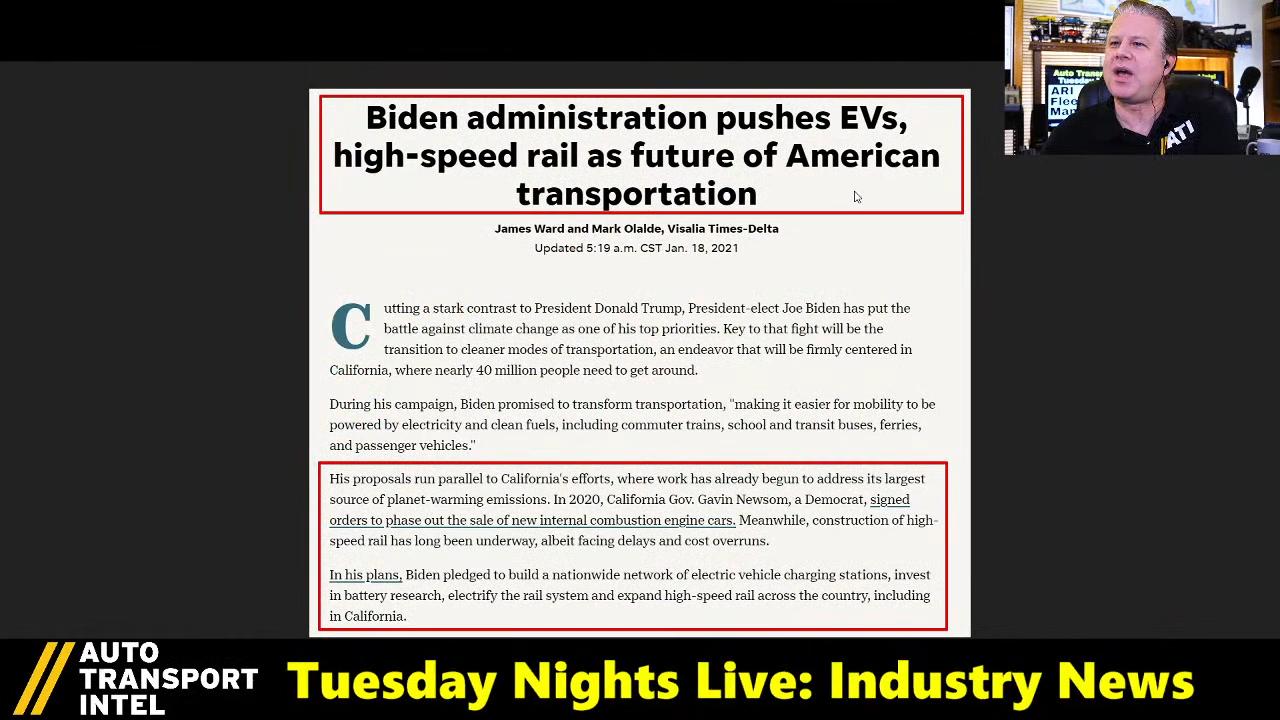 Biden administration pushes EVs,
high-speed rail as future of American
transportation
James Ward and Mark Olalde, Visalia Times-Delta
Updated 5:19 a.m. CST Jan. 18, 2021
Cutting a stark contrast to President Donald Trump, President-elect Joe Biden has put the
battle against climate change as one of his top priorities. Key to that fight will be the
transition to cleaner modes of transportation, an endeavor that will be firmly centered in
California, where nearly 40 million people need to get around.
During his campaign, Biden promised to transform transportation, "making it easier for mobility to be
powered by electricity and clean fuels, including commuter trains, school and transit buses, ferries,
and passenger vehicles."
His proposals run parallel to California's efforts, where work has already begun to address its largest
source of planet-warming emissions. In 2020, California Gov. Gavin Newsom, a Democrat, signed
orders to phase out the sale of new internal combustion engine cars. Meanwhile, construction of high-
speed rail has long been underway, albeit facing delays and cost overruns.
In his plans, Biden pledged to build a nationwide network of electric vehicle charging stations, invest
in battery research, electrify the rail system and expand high-speed rail across the country, including
in California.
Auto Tran
Tuesday
ARI
Flee
Ma
ATI
AUTO
TRANSPORT
INTEL
Tuesday Nights Live: Industry News